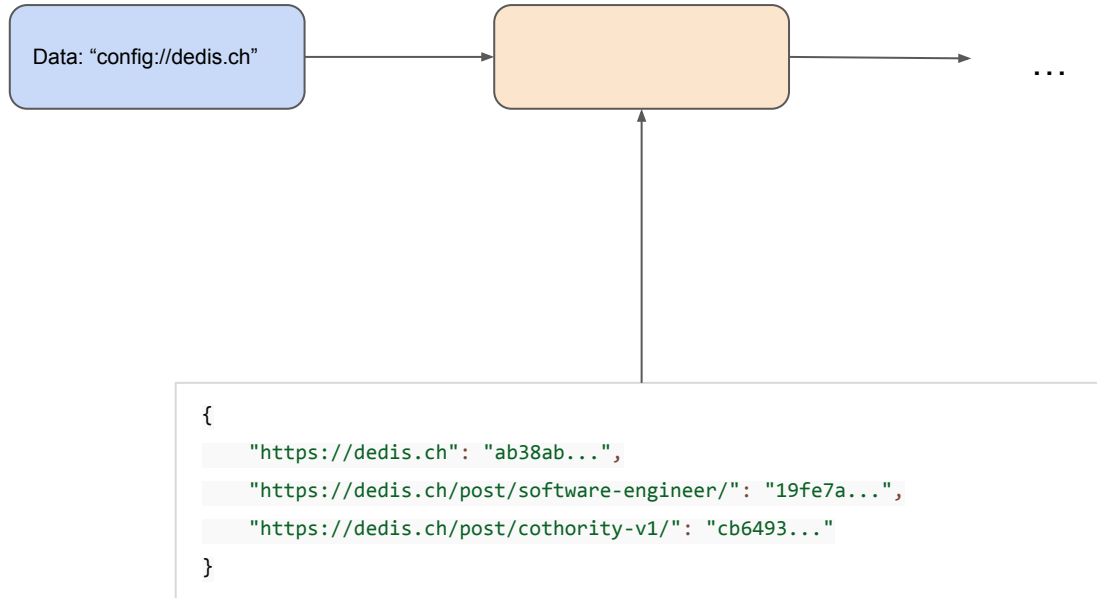 Data: “config://dedis.ch”
...
{
    "https://dedis.ch": "ab38ab...",
    "https://dedis.ch/post/software-engineer/": "19fe7a...",
    "https://dedis.ch/post/cothority-v1/": "cb6493..."
}